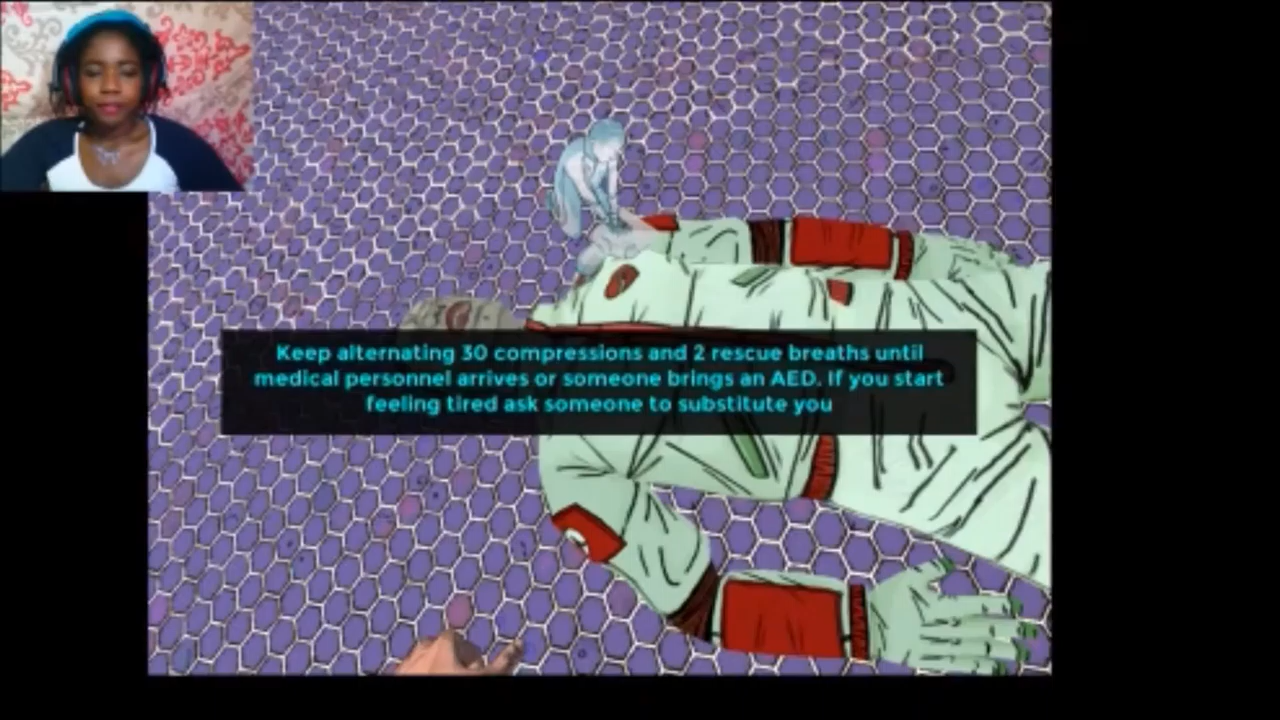 Keep alternating 30 compressions and 2 rescue breaths until
medical personnel arrives or someone brings an AED. If you start
feeling tired ask someone to substitute you